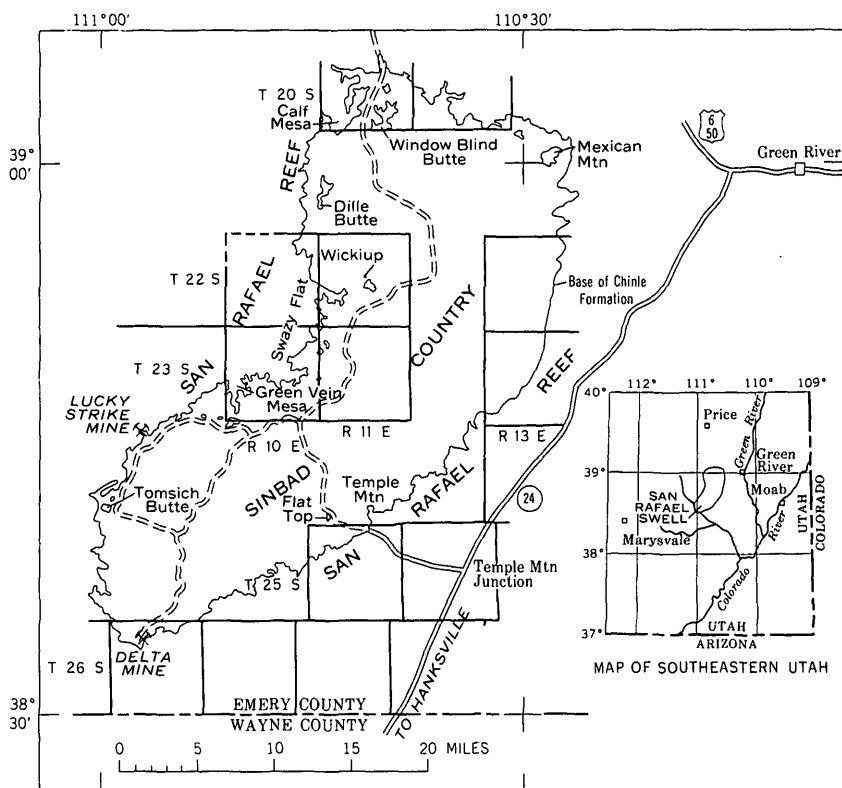 111°00'
110°30'
T 20 S
CALF
MESA
Window Blind
Butte
Mexican
Mtn
6
50
Green River
39°
00'
REEF
Dille
Butte
Wickiup
T 22 S
RAFAEL
Swazy Flat
COUNTRY
Base of Chinle
Formation
T 23 S
SAN
Green Vein
Mesa
REEF
LUCKY
STRIKE
MINE
R 10 E
R 11 E
R 13 E
SINBAD
Temple
Mtn
RAFAEL
24
Tomsich
Butte
Flat
Top
SAN
Temple Mtn
Junction
T 25 S
DELTA
MINE
T 26 S
TO HANKSVILLE
38°
30'
EMERY COUNTY
WAYNE COUNTY
0 5 10 15 20 MILES
112° 111° 110° 109°
40°
Price
Green River
Green
River
39°
Moab
SAN
RAFAEL
SWELL
River
UTAH
COLORADO
Marysvale
38°
Colorado
37°
UTAH
ARIZONA
MAP OF SOUTHEASTERN UTAH